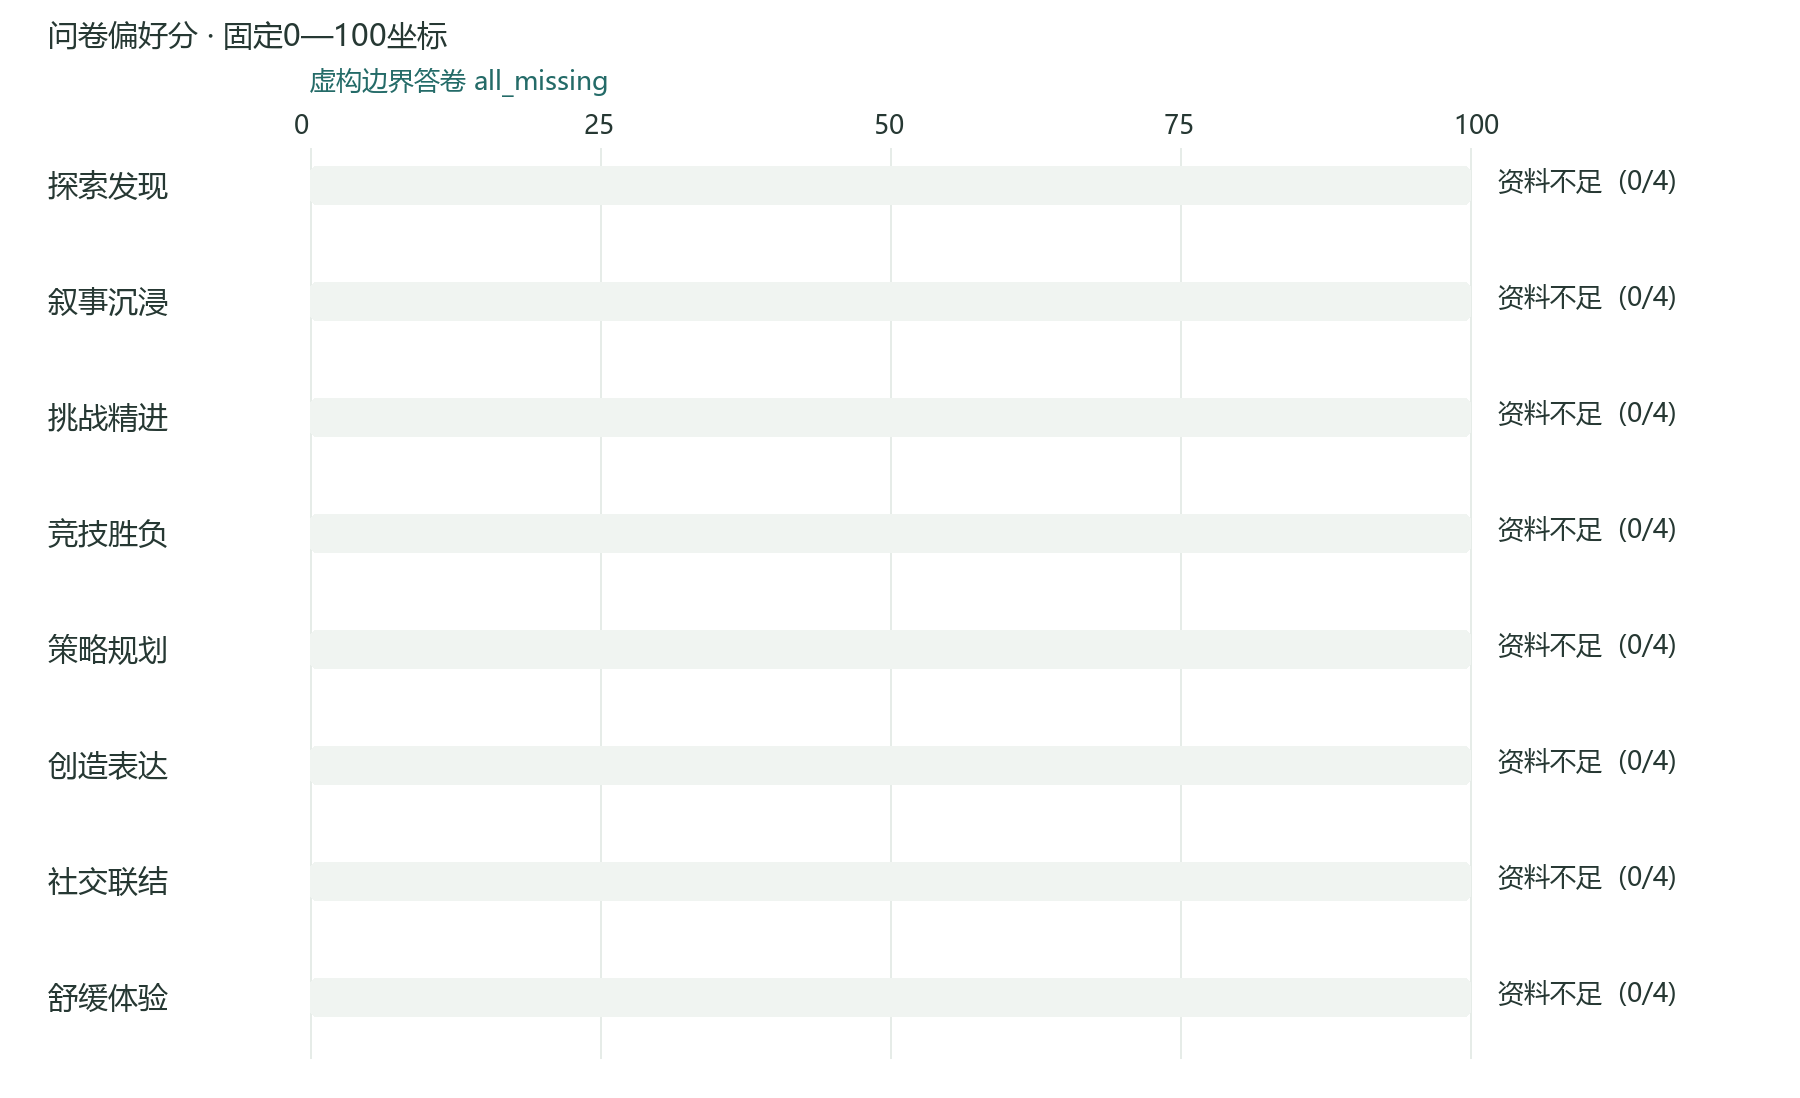 问卷偏好分 · 固定0—100坐标
虚构边界答卷 all_missing
0 25 50 75 100
探索发现 资料不足 (0/4)
叙事沉浸 资料不足 (0/4)
挑战精进 资料不足 (0/4)
竞技胜负 资料不足 (0/4)
策略规划 资料不足 (0/4)
创造表达 资料不足 (0/4)
社交联结 资料不足 (0/4)
舒缓体验 资料不足 (0/4)